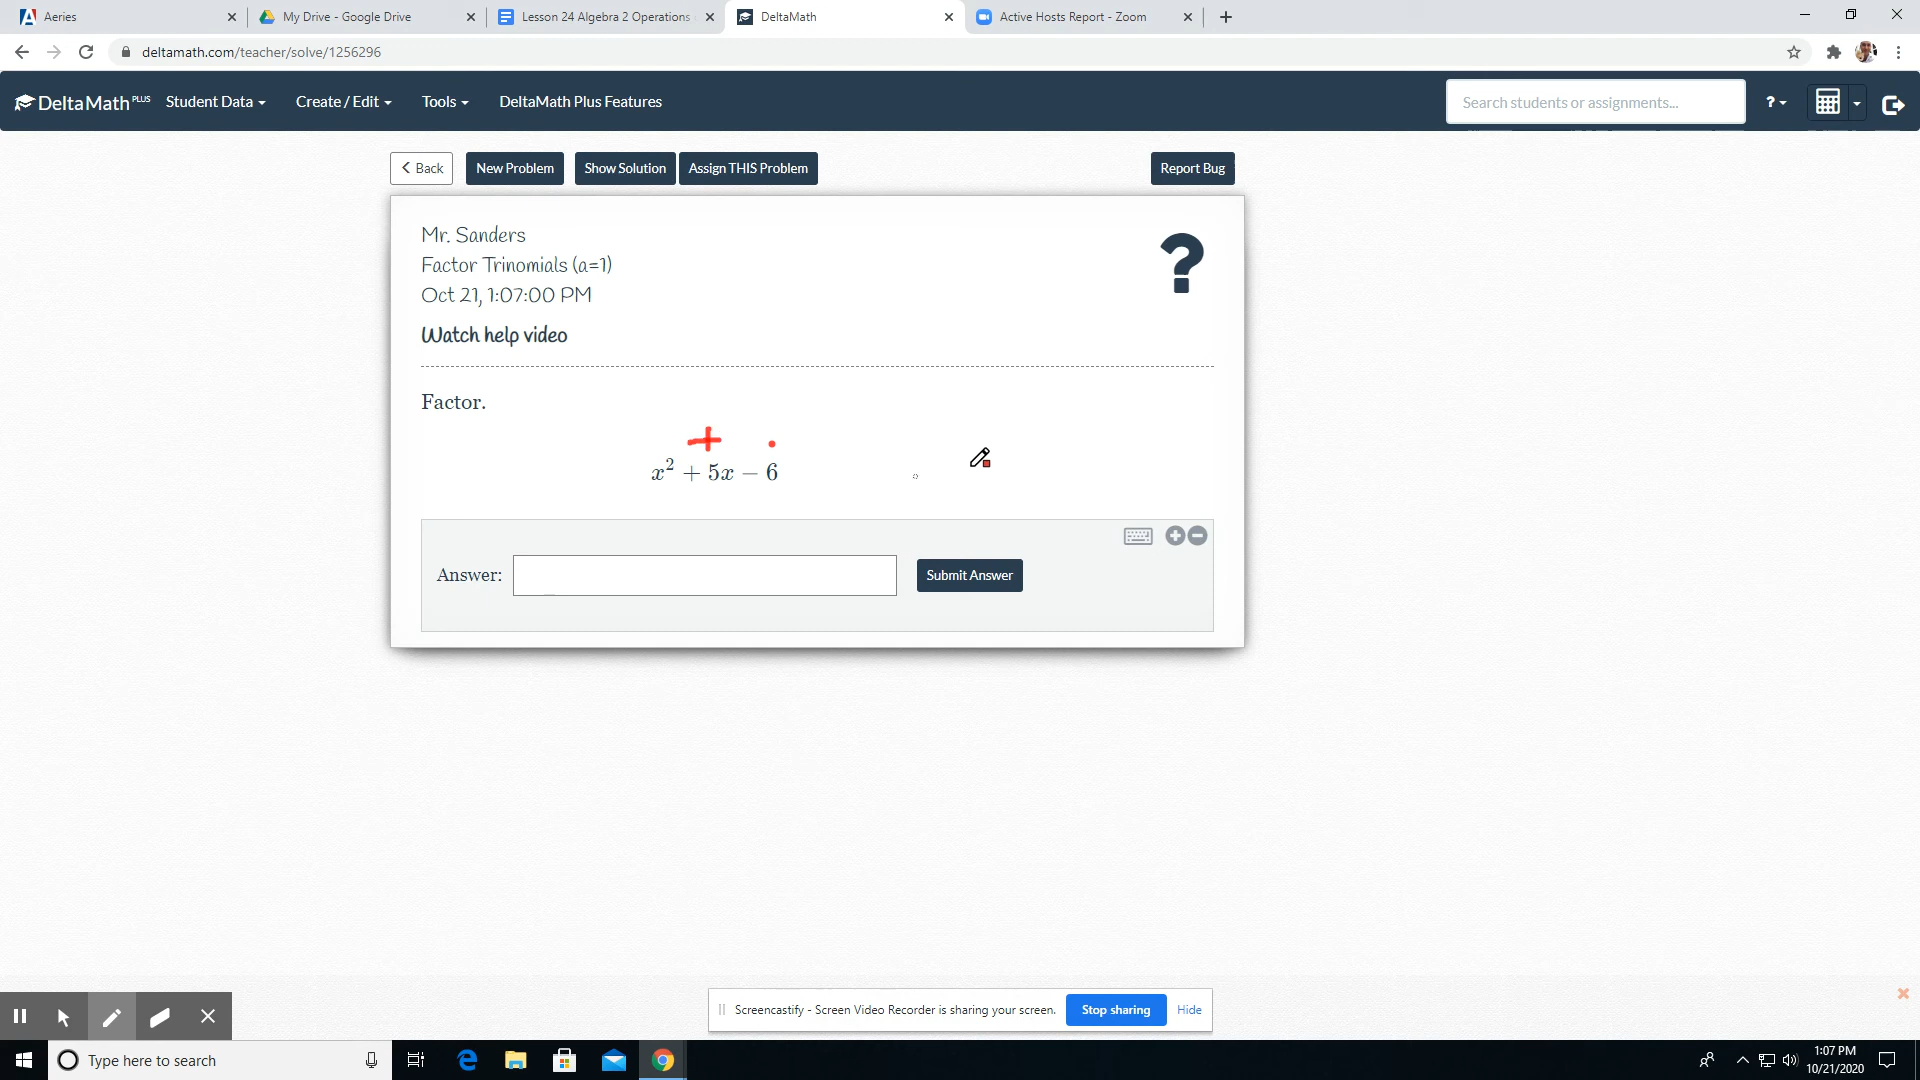 Aeries
My Drive - Google Drive
Lesson 24 Algebra 2 Operations
DeltaMath
Active Hosts Report - Zoom
deltamath.com/teacher/solve/1256296
DeltaMath PLUS
Student Data
Create / Edit
Tools
DeltaMath Plus Features
Search students or assignments...
?
Back
New Problem
Show Solution
Assign THIS Problem
Report Bug
Mr. Sanders
Factor Trinomials (a=1)
Oct 21, 1:07:00 PM
?
Watch help video
Factor.
+ .
x² + 5x − 6
Answer:
Submit Answer
Screencastify - Screen Video Recorder is sharing your screen.
Stop sharing
Hide
Type here to search
1:07 PM
10/21/2020